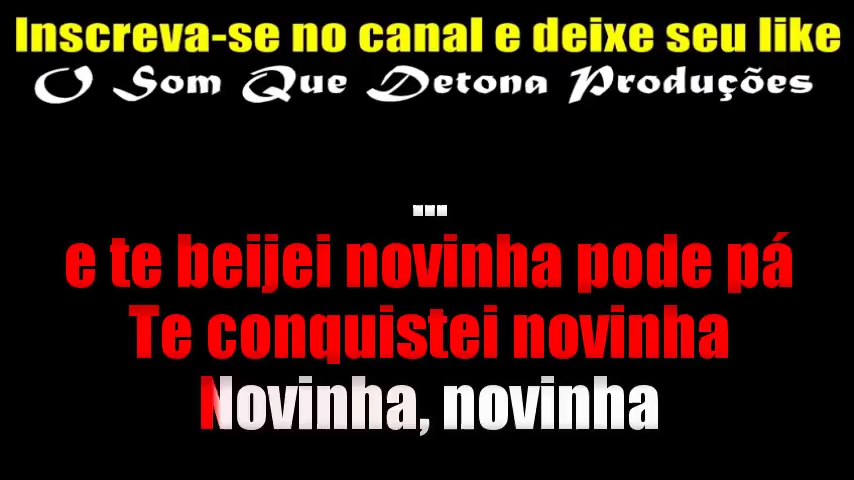 Inscreva-se no canal e deixe seu like
O Som Que Detona Produções
...
e te beijei novinha pode pá
Te conquistei novinha
Novinha, novinha